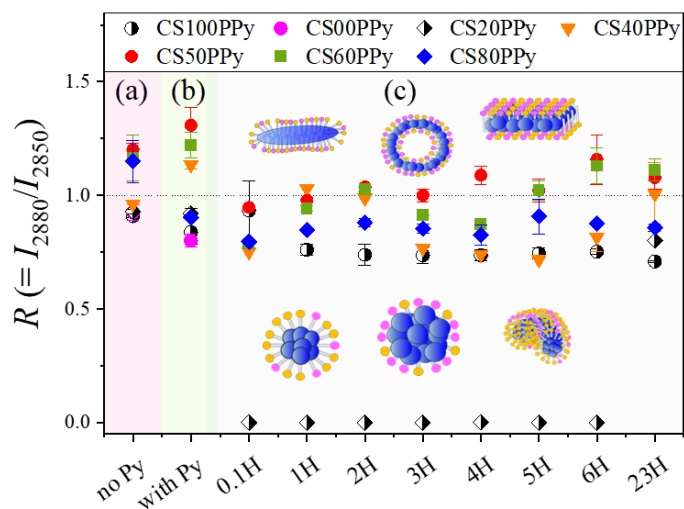 CS100PPy CS00PPy CS20PPy CS40PPy
CS50PPy CS60PPy CS80PPy
(a) (b) (c)
R (= I2880/I2850)
1.5
1.0
0.5
0.0
no Py with Py 0.1H 1H 2H 3H 4H 5H 6H 23H